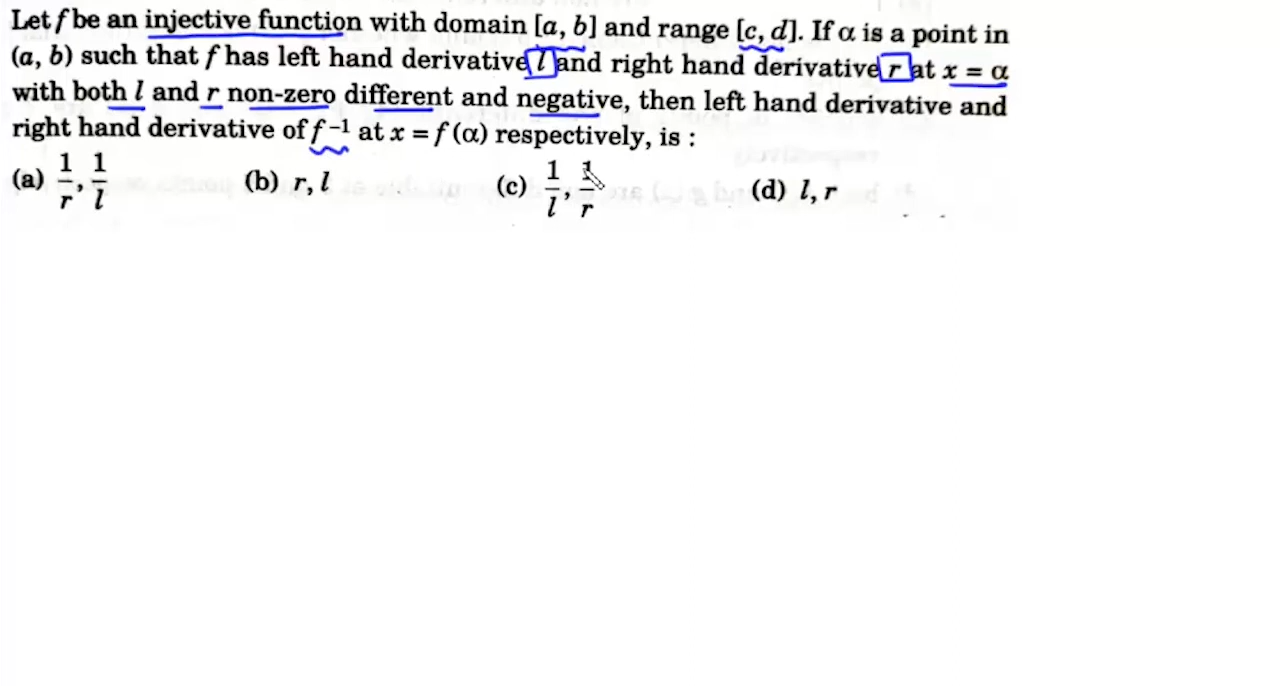 Let f be an injective function with domain [a, b] and range [c, d]. If α is a point in
(a, b) such that f has left hand derivative l and right hand derivative r at x = α
with both l and r non-zero different and negative, then left hand derivative and
right hand derivative of f⁻¹ at x = f (α) respectively, is :
(a) 1/r, 1/l (b) r, l (c) 1/l, 1/r (d) l, r